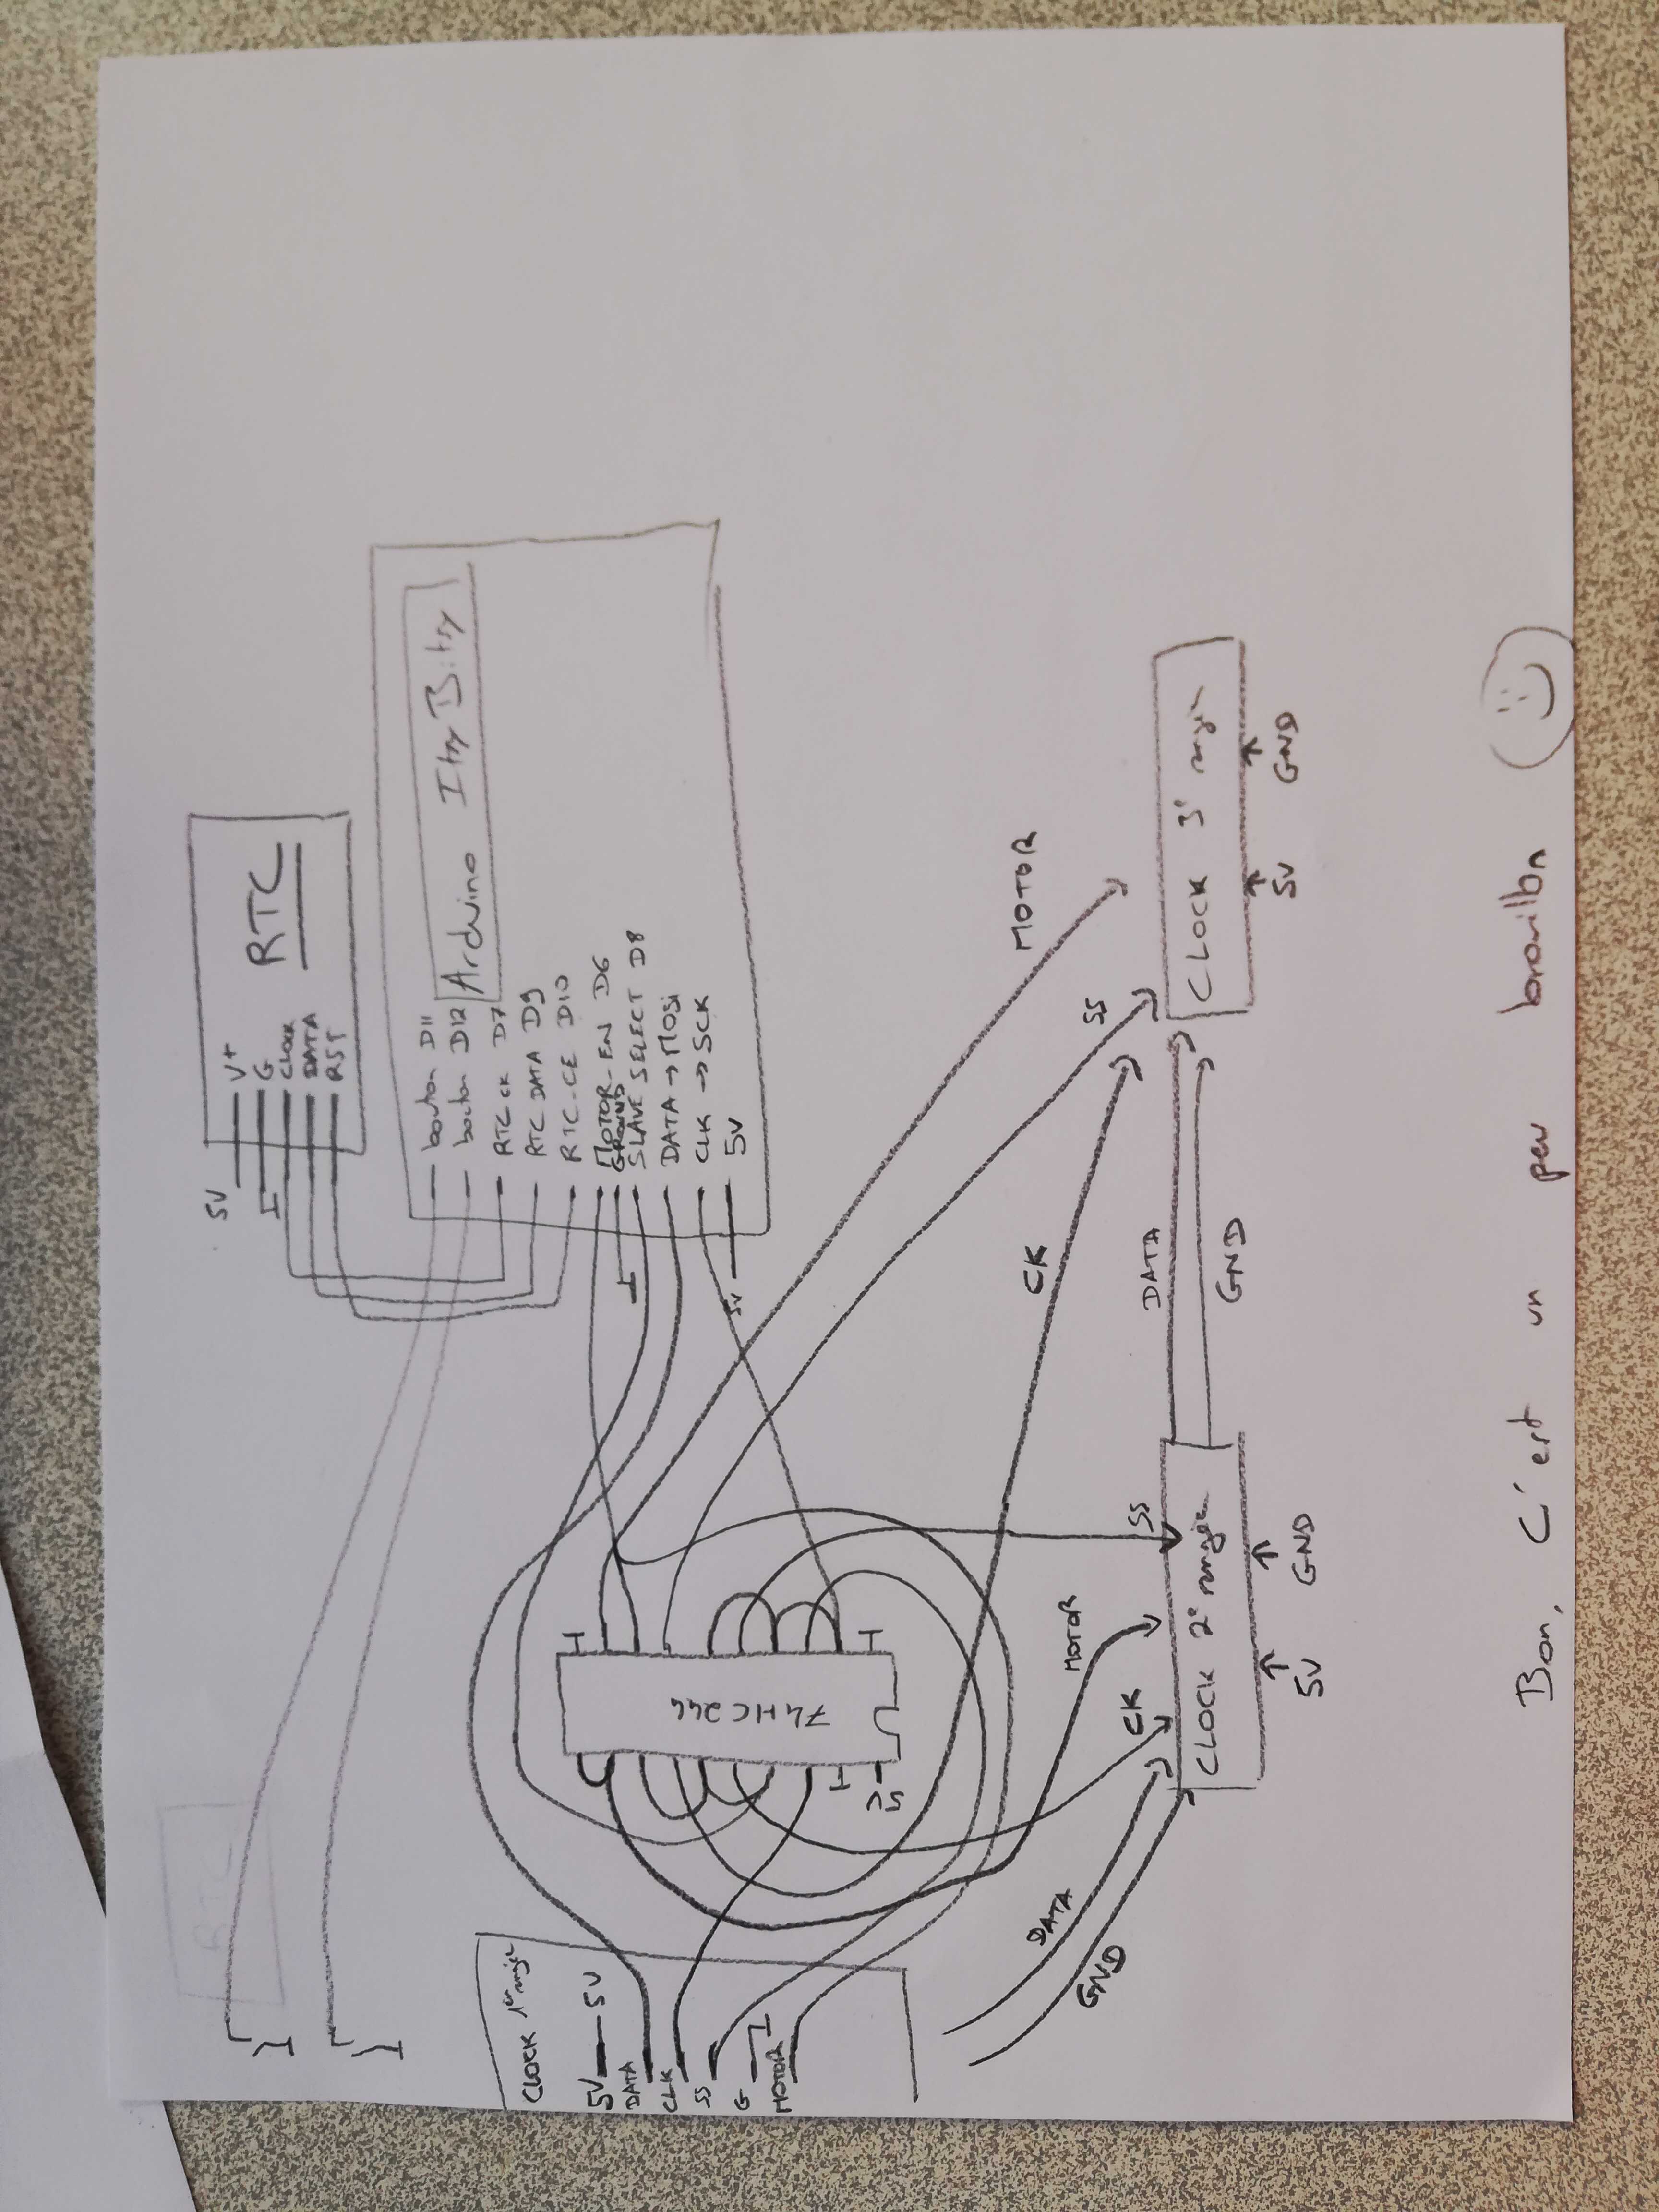 5V
V+
G
CLOCK
DATA
RST
RTC
bouton D11
bouton D12
Arduino ItsyBitsy
RTC CK D7
RTC DATA D9
RTC-CE D10
MOTOR-EN D6
GROUND
SLAVE SELECT D8
DATA → MOSI
CLK → SCK
5V
5V
74HC244
5V
CLOCK 1ère rangée
5V
5V
DATA
CLK
SS
G
MOTOR
MOTOR
SS
CK
DATA
GND
CLOCK 3e rangée
5V
GND
SS
MOTOR
CK
DATA
GND
CLOCK 2e rangée
5V
GND
Bon, C'est un peu brouillon
RTC